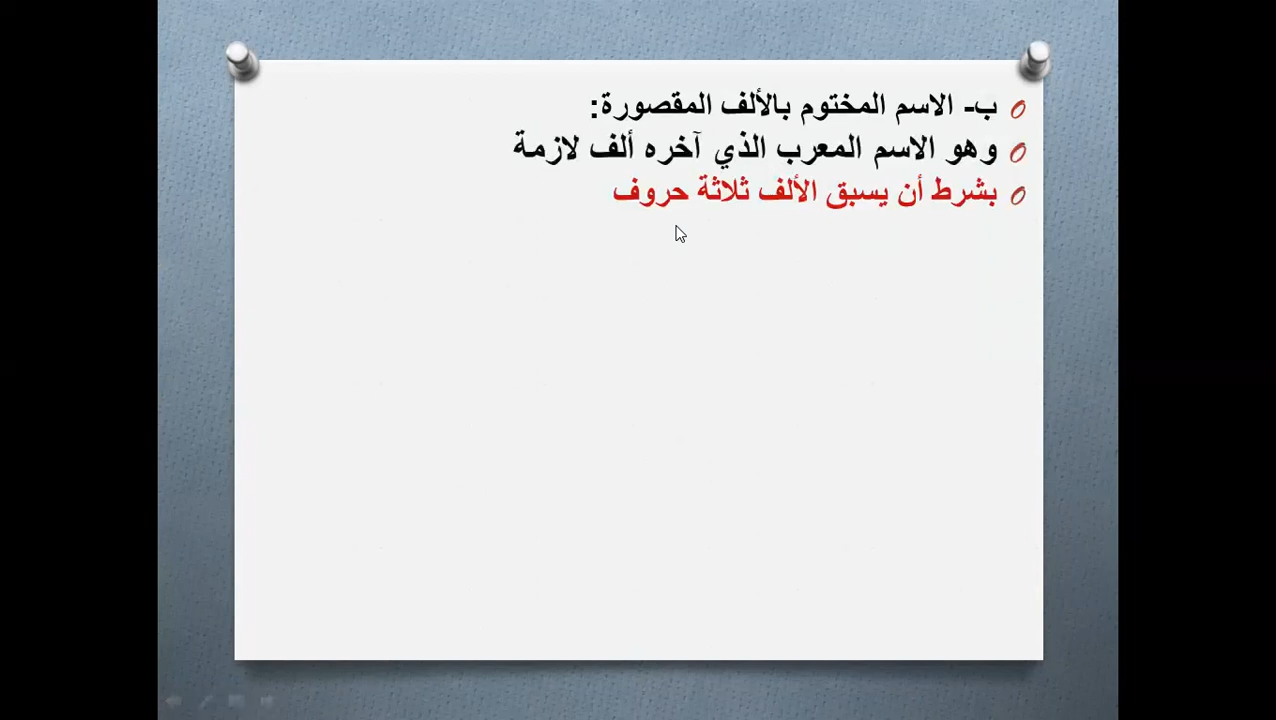 ب- الاسم المختوم بالألف المقصورة:
وهو الاسم المعرب الذي آخره ألف لازمة
بشرط أن يسبق الألف ثلاثة حروف